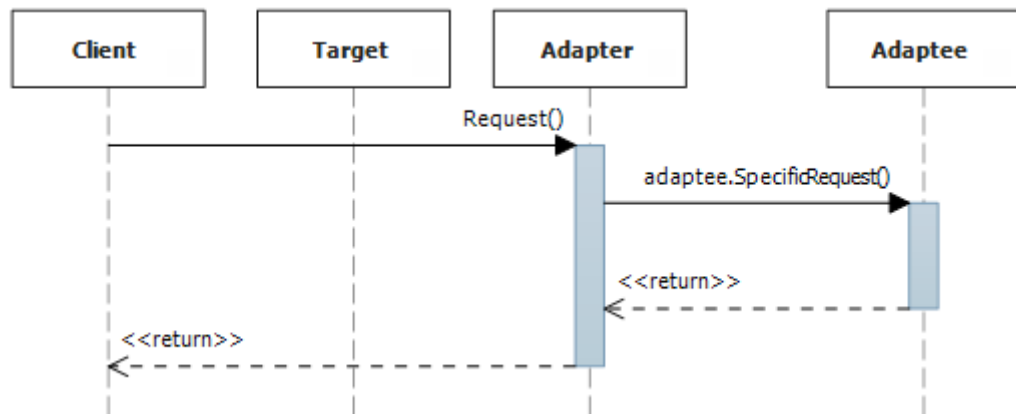 Client
Target
Adapter
Adaptee
Request()
adaptee.SpecificRequest()
<<return>>
<<return>>